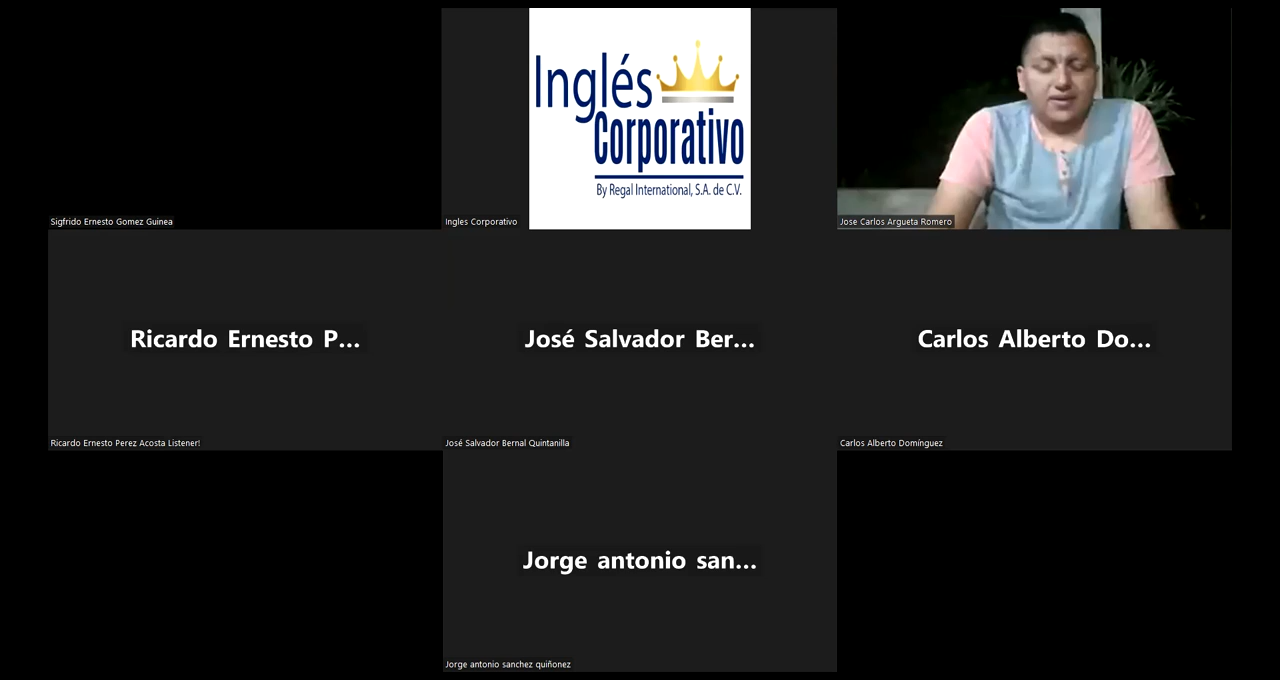 Inglés
Corporativo
By Regal International, S.A. de C.V.
Sigfrido Ernesto Gomez Guinea
Ingles Corporativo
Jose Carlos Argueta Romero
Ricardo Ernesto P...
José Salvador Ber...
Carlos Alberto Do...
Ricardo Ernesto Perez Acosta Listener!
José Salvador Bernal Quintanilla
Carlos Alberto Domínguez
Jorge antonio san...
Jorge antonio sanchez quiñonez